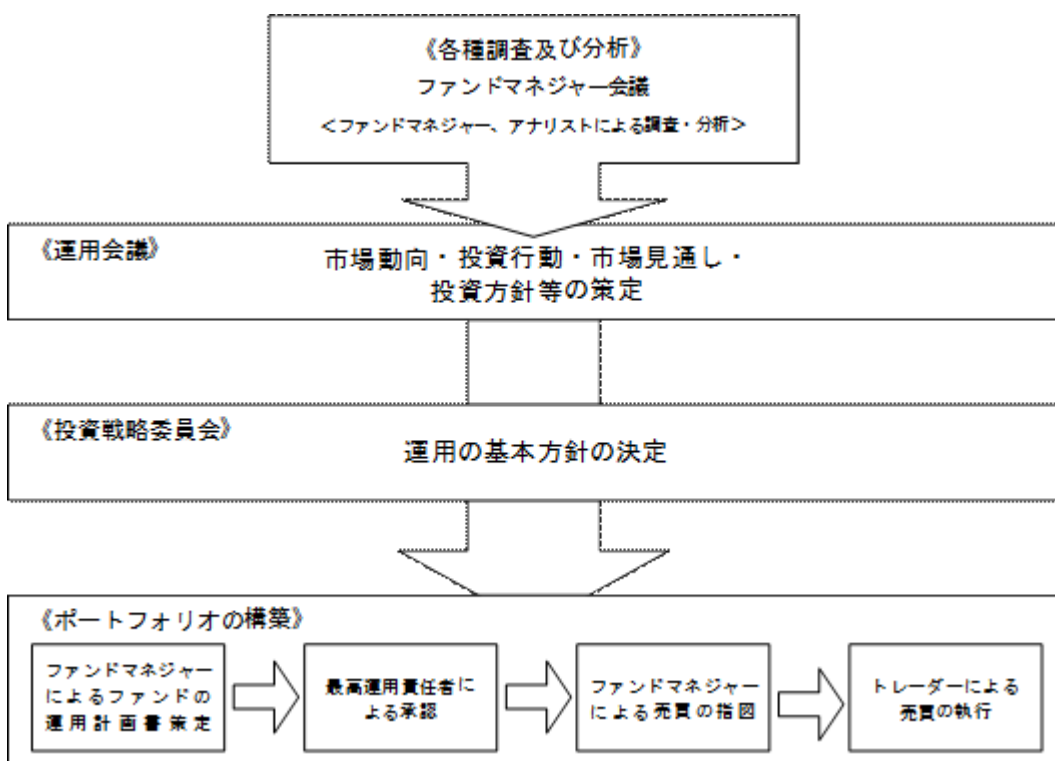 《各種調査及び分析》
ファンドマネジャー会議
<ファンドマネジャー、アナリストによる調査・分析>
《運用会議》
市場動向・投資行動・市場見通し・
投資方針等の策定
《投資戦略委員会》
運用の基本方針の決定
《ポートフォリオの構築》
ファンドマネジャー
によるファンドの
運用計画書策定
最高運用責任者に
よる承認
ファンドマネジャー
による売買の指図
トレーダーによる
売買の執行